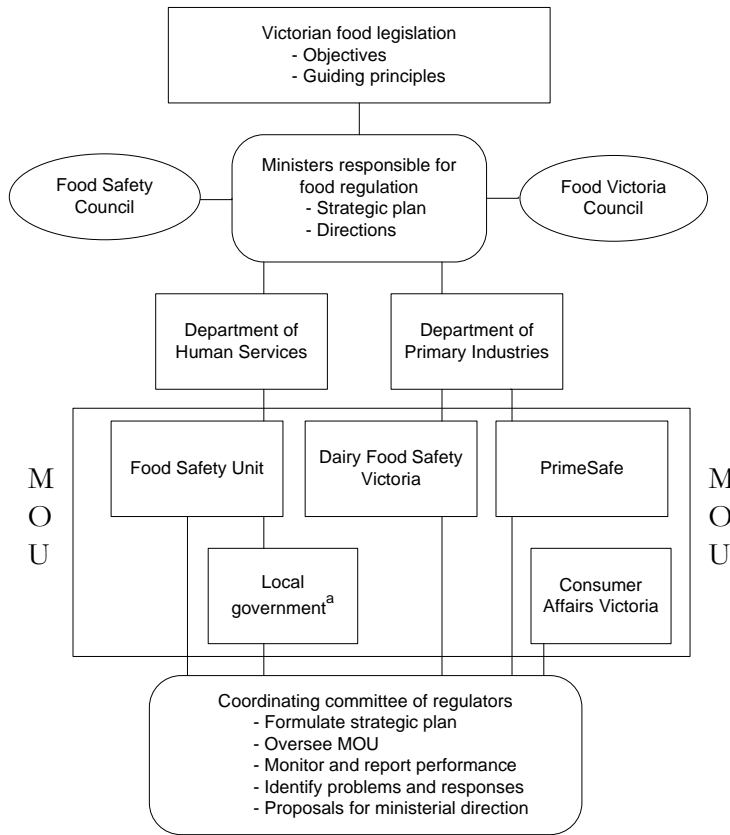 Victorian food legislation
- Objectives
- Guiding principles
Ministers responsible for
food regulation
- Strategic plan
- Directions
Food Safety
Council
Food Victoria
Council
Department of
Human Services
Department of
Primary Industries
M
O
U
Food Safety Unit
Dairy Food Safety
Victoria
PrimeSafe
M
O
U
Local
government^a
Consumer
Affairs Victoria
Coordinating committee of regulators
- Formulate strategic plan
- Oversee MOU
- Monitor and report performance
- Identify problems and responses
- Proposals for ministerial direction